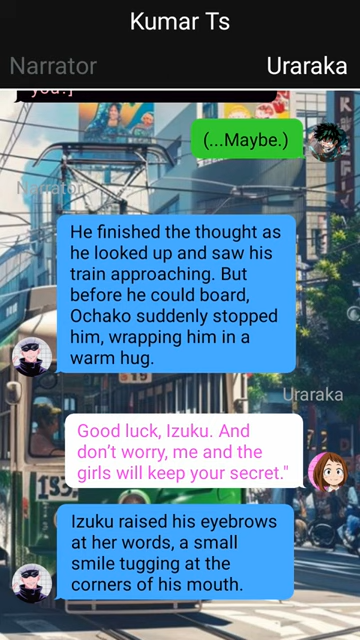 Kumar Ts
Narrator
Uraraka
you?]
(...Maybe.)
Narrator
He finished the thought as
he looked up and saw his
train approaching. But
before he could board,
Ochako suddenly stopped
him, wrapping him in a
warm hug.
Uraraka
Good luck, Izuku. And
don't worry, me and the
girls will keep your secret."
Izuku raised his eyebrows
at her words, a small
smile tugging at the
corners of his mouth.